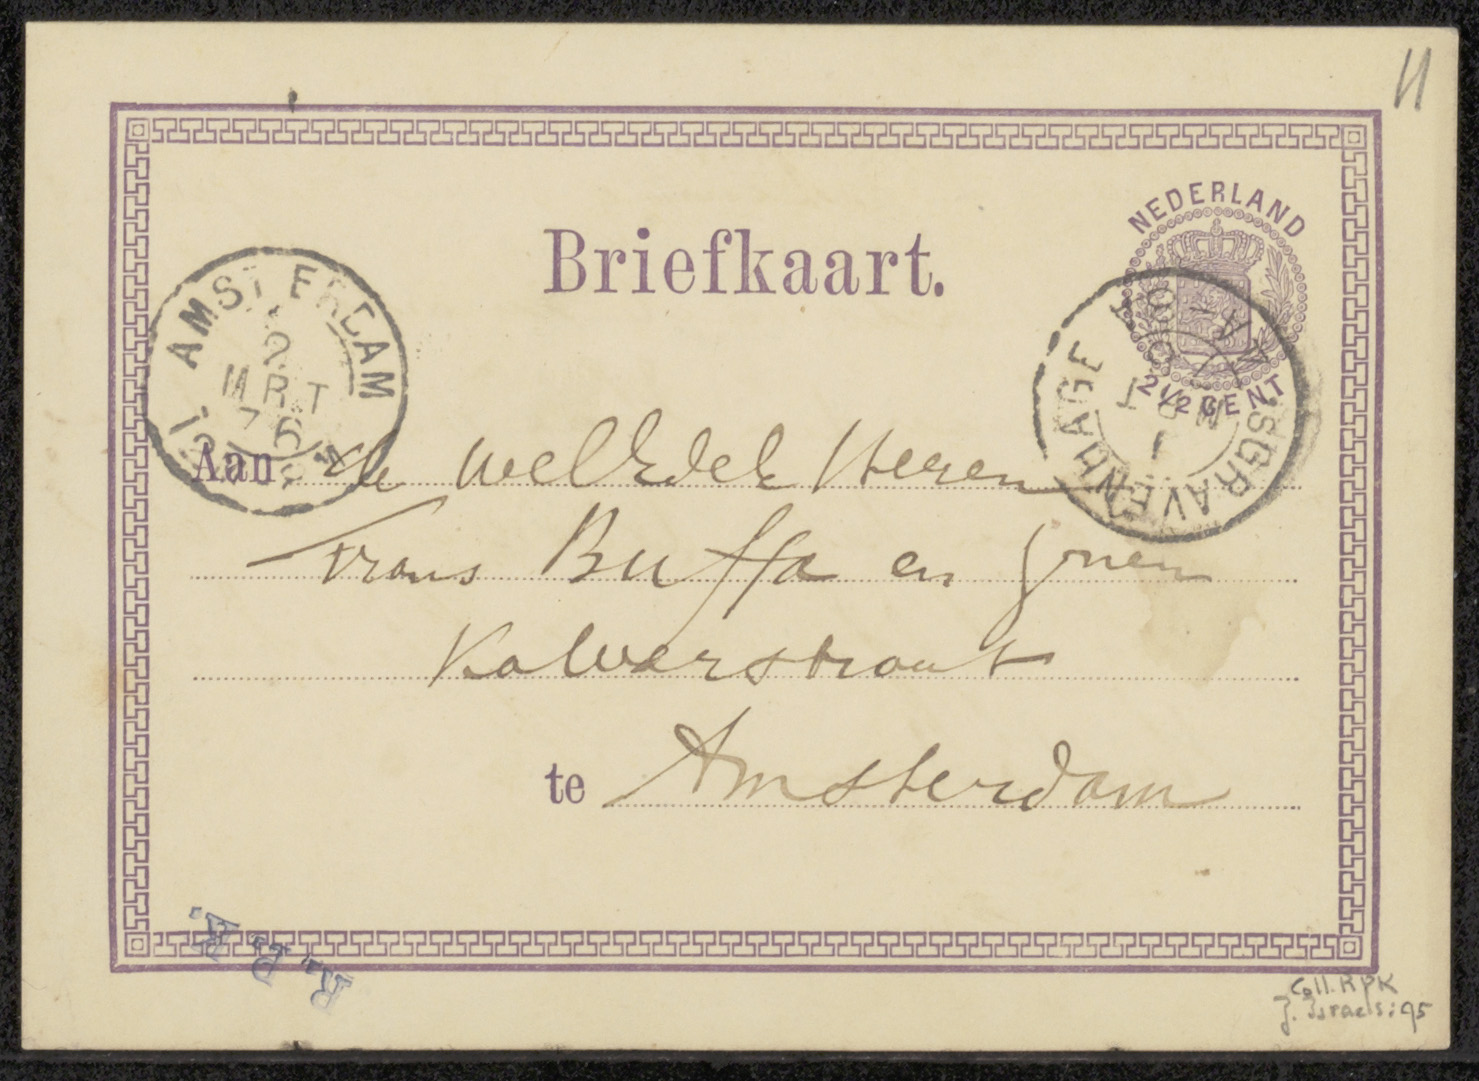 11
NEDERLAND
Briefkaart.
2½ CENT
AMSTERDAM
2
MRT
76
'SGRAVENHAGE
Aan de Weledele Heeren
Frans Buffa en Zonen
Kalverstraat
te Amsterdam
R. P. K.
Coll. RPK
J. Israels: 95